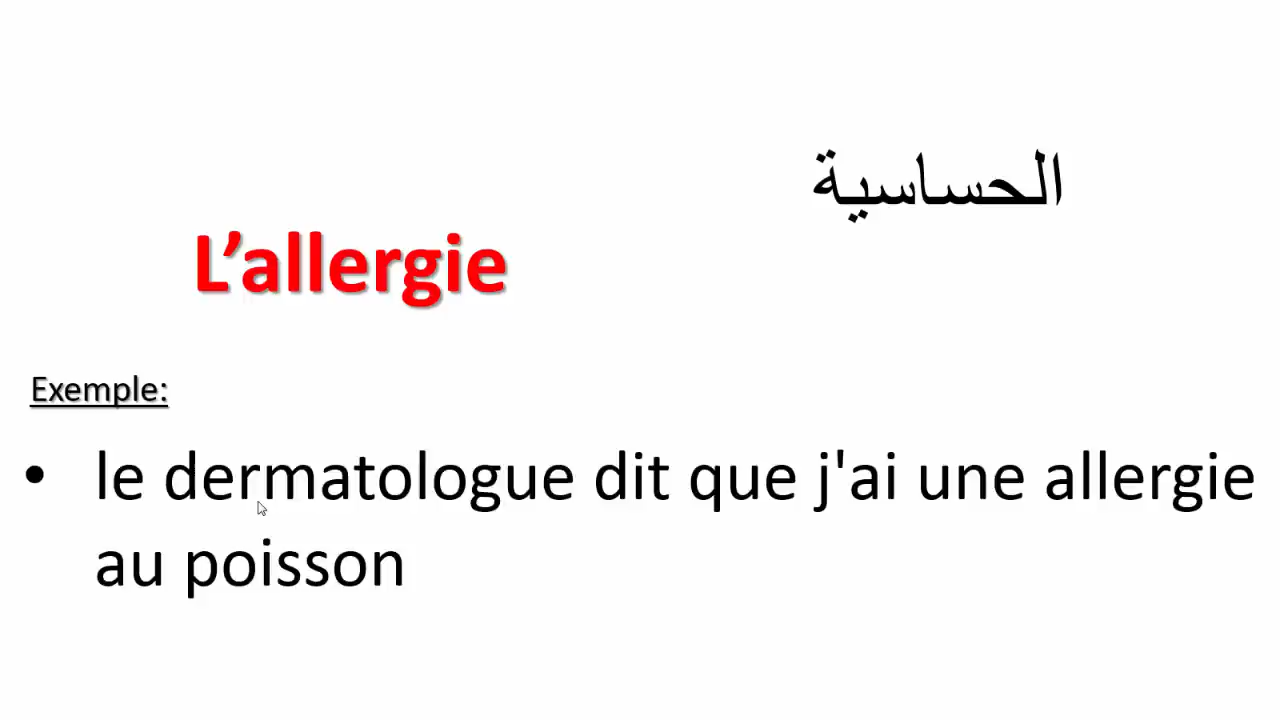 الحساسية
L’allergie
Exemple:
• le dermatologue dit que j'ai une allergie
au poisson